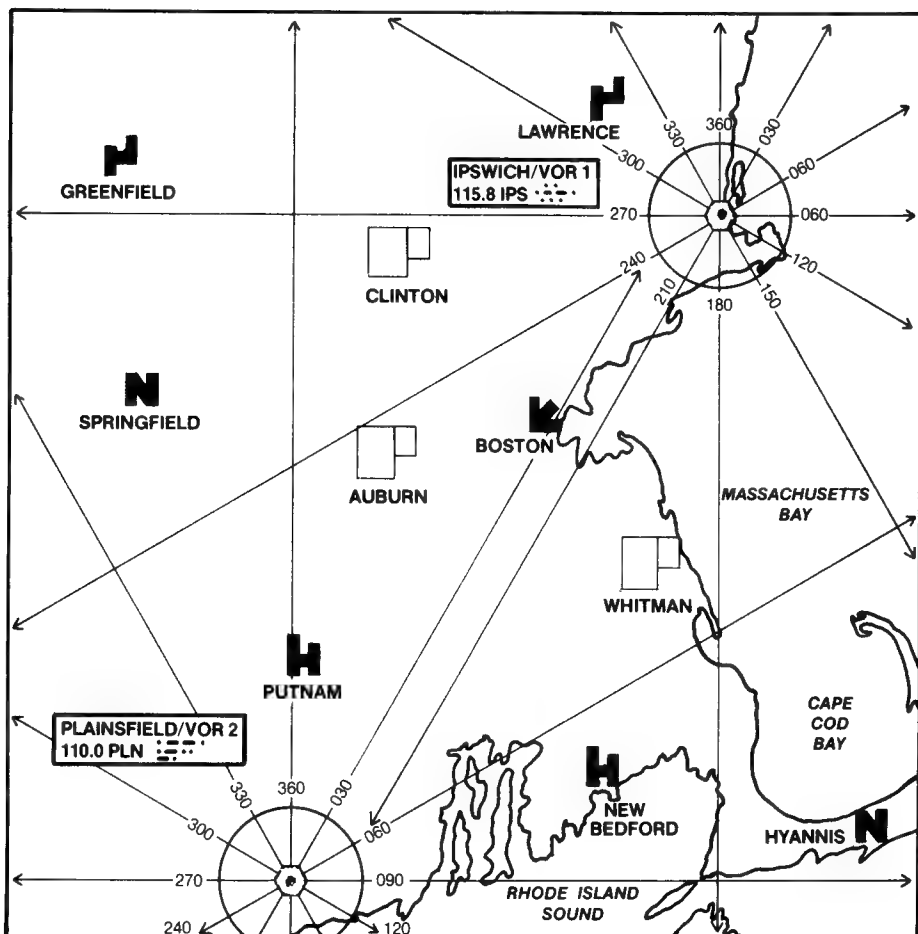 LAWRENCE
360
330
030
300
060
IPSWICH/VOR 1
115.8 IPS
GREENFIELD
270
060
240
120
210
150
180
CLINTON
SPRINGFIELD
BOSTON
AUBURN
MASSACHUSETTS
BAY
WHITMAN
PUTNAM
CAPE
COD
BAY
PLAINSFIELD/VOR 2
110.0 PLN
360
330
030
300
060
NEW
BEDFORD
HYANNIS
270
090
RHODE ISLAND
SOUND
240
120